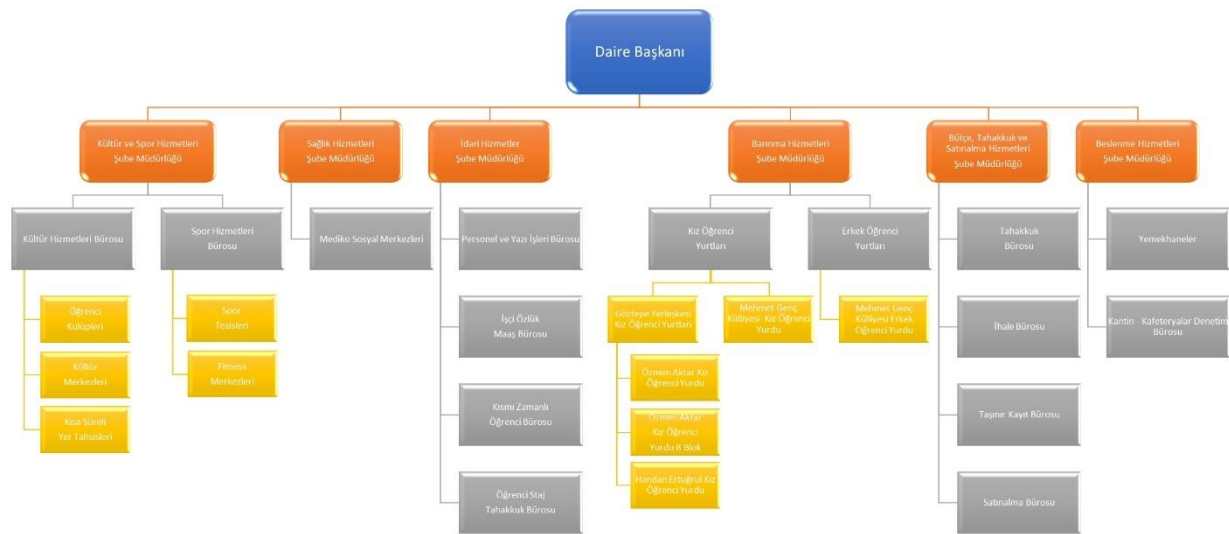 Daire Başkanı
Kültür ve Spor Hizmetleri
Şube Müdürlüğü
Sağlık Hizmetleri
Şube Müdürlüğü
İdari Hizmetler
Şube Müdürlüğü
Barınma Hizmetleri
Şube Müdürlüğü
Bütçe, Tahakkuk ve
Satınalma Hizmetleri
Şube Müdürlüğü
Beslenme Hizmetleri
Şube Müdürlüğü
Kültür Hizmetleri Bürosu
Spor Hizmetleri
Bürosu
Mediko Sosyal Merkezleri
Personel ve Yazı İşleri Bürosu
Kız Öğrenci
Yurtları
Erkek Öğrenci
Yurtları
Tahakkuk
Bürosu
Yemekhaneler
Öğrenci
Kulüpleri
Spor
Tesisleri
İşçi Özlük
Maaş Bürosu
Göztepe Yerleşkesi
Kız Öğrenci Yurtları
Mehmet Genç
Külliyesi Kız Öğrenci
Yurdu
Mehmet Genç
Külliyesi Erkek
Öğrenci Yurdu
İhale Bürosu
Kantin - Kafeteryalar Denetim
Bürosu
Kültür
Merkezleri
Fitness
Merkezleri
Özmen Aktar Kız
Öğrenci Yurdu
Kısmı Zamanlı
Öğrenci Bürosu
Özmen Aktar
Kız Öğrenci
Yurdu B-Blok
Taşınır Kayıt Bürosu
Kısa Süreli
Yer Tahsisleri
Handan Ertuğrul Kız
Öğrenci Yurdu
Öğrenci Staj
Tahakkuk Bürosu
Satınalma Bürosu